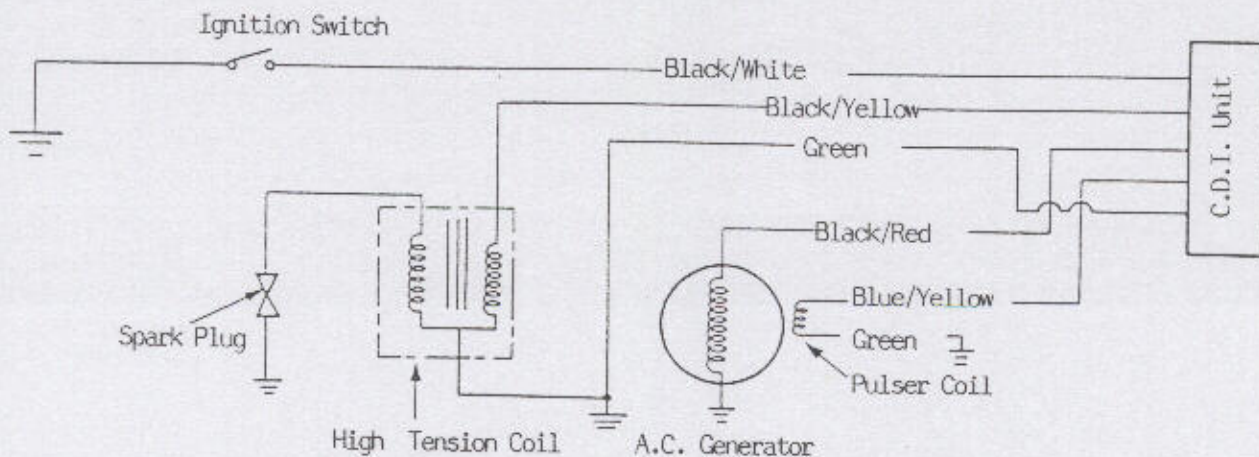 Ignition Switch
Black/White
Black/Yellow
Green
C.D.I. Unit
Black/Red
Blue/Yellow
Spark Plug
Green
Pulser Coil
High Tension Coil
A.C. Generator